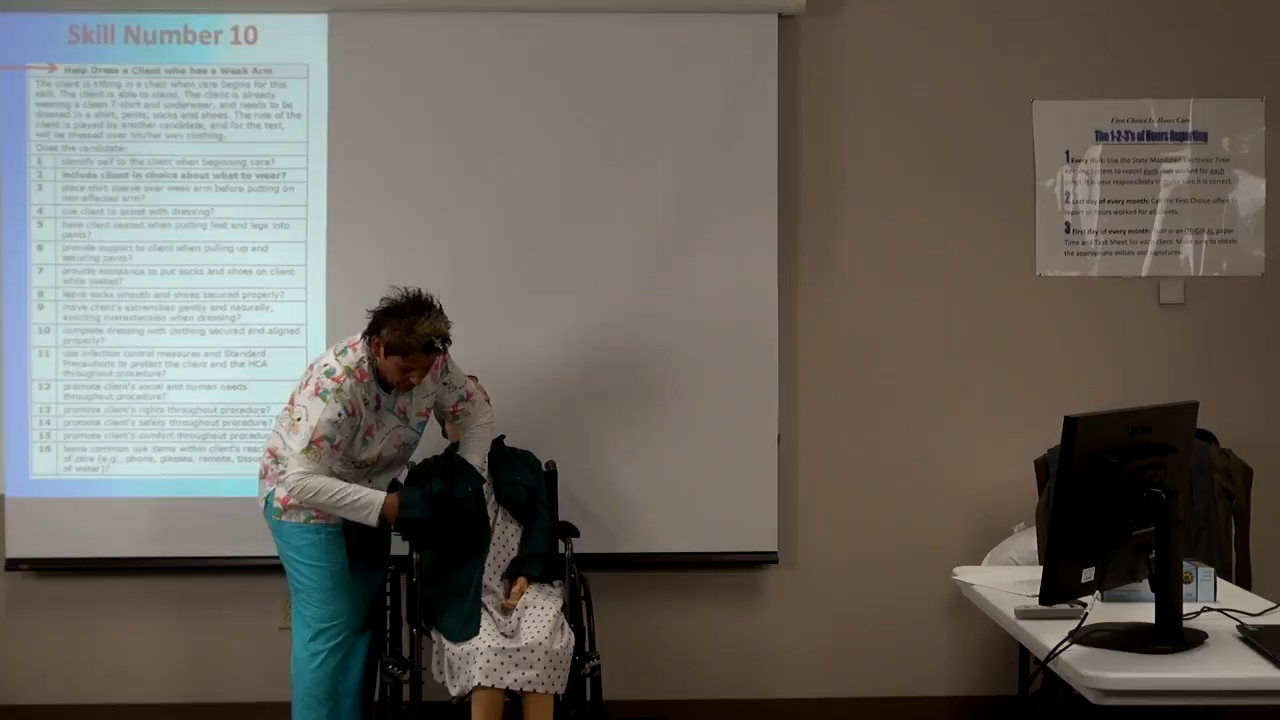 Skill Number 10
Help Dress a Client who has a Weak Arm
The client is sitting in a chair when care begins for this
skill. The client is able to stand. The client is already
wearing a clean T-shirt and underwear, and needs to be
dressed in a shirt, pants, socks and shoes. The role of the
client is played by another candidate, and for the test,
will be dressed over his/her own clothing.
Does the candidate:
1 identify self to the client when beginning care?
2 include client in choice about what to wear?
3 place shirt sleeve over weak arm before putting on
non-affected arm?
4 use client to assist with dressing?
5 have client seated when putting feet and legs into
pants?
6 provide support to client when pulling up and
securing pants?
7 provide assistance to put socks and shoes on client
while seated?
8 leave socks smooth and shoes secured properly?
9 move client's extremities gently and naturally,
avoiding overextension when dressing?
10 complete dressing with clothing secured and aligned
properly?
11 use infection control measures and Standard
Precautions to protect the client and the HCA
throughout procedure?
12 promote client's social and human needs
throughout procedure?
13 promote client's rights throughout procedure?
14 promote client's safety throughout procedure?
15 promote client's comfort throughout
16 leave common use items within client's
of care (e.g., phone, glasses, remote,
of water)?
First Choice In Home Care
The 1-2-3's of Hours Reporting
1 Every shift: Use the State Mandated Electronic Time
Keeping System to report each shift worked for each
client. It is your responsibility to make sure it is correct.
2 Last day of every month: Call the First Choice office to
report all hours worked for all clients.
3 First day of every month: Turn in an ORIGINAL paper
Time and Task Sheet for each client. Make sure to obtain
the appropriate initials and signatures.